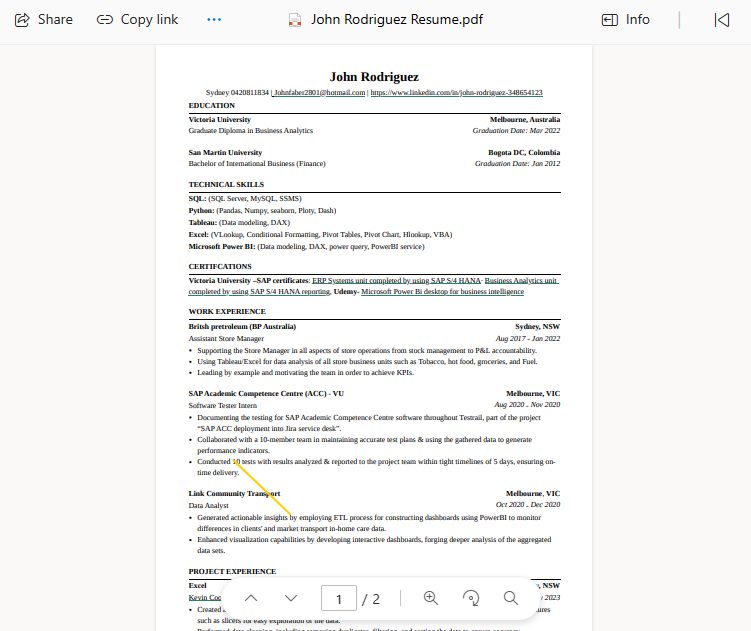 Share Copy link ... John Rodriguez Resume.pdf Info
John Rodriguez
Sydney 0420811834 | Johnfaber2801@hotmail.com | https://www.linkedin.com/in/john-rodriguez-348654123
EDUCATION
Victoria University Melbourne, Australia
Graduate Diploma in Business Analytics Graduation Date: Mar 2022
San Martin University Bogota DC, Colombia
Bachelor of International Business (Finance) Graduation Date: Jan 2012
TECHNICAL SKILLS
SQL: (SQL Server, MySQL, SSMS)
Python: (Pandas, Numpy, seaborn, Ploty, Dash)
Tableau: (Data modeling, DAX)
Excel: (VLookup, Conditional Formatting, Pivot Tables, Pivot Chart, Hlookup, VBA)
Microsoft Power BI: (Data modeling, DAX, power query, PowerBI service)
CERTIFCATIONS
Victoria University –SAP certificates: ERP Systems unit completed by using SAP S/4 HANA- Business Analytics unit
completed by using SAP S/4 HANA reporting, Udemy- Microsoft Power Bi desktop for business intelligence
WORK EXPERIENCE
Britsh pretroleum (BP Australia) Sydney, NSW
Assistant Store Manager Aug 2017 - Jan 2022
• Supporting the Store Manager in all aspects of store operations from stock management to P&L accountability.
• Using Tableau/Excel for data analysis of all store business units such as Tobacco, hot food, groceries, and Fuel.
• Leading by example and motivating the team in order to achieve KPIs.
SAP Academic Competence Centre (ACC) - VU Melbourne, VIC
Software Tester Intern Aug 2020 . Nov 2020
• Documenting the testing for SAP Academic Competence Centre software throughout Testrail, part of the project
“SAP ACC deployment into Jira service desk”.
• Collaborated with a 10-member team in maintaining accurate test plans & using the gathered data to generate
performance indicators.
• Conducted 10 tests with results analyzed & reported to the project team within tight timelines of 5 days, ensuring on-
time delivery.
Link Community Transport Melbourne, VIC
Data Analyst Oct 2020 . Dec 2020
• Generated actionable insights by employing ETL process for constructing dashboards using PowerBI to monitor
differences in clients' and market transport in-home care data.
• Enhanced visualization capabilities by developing interactive dashboards, forging deeper analysis of the aggregated
data sets.
PROJECT EXPERIENCE
Excel NSW
Kevin 2023
• Created
such as slicers for easy exploration of the data.
1 / 2